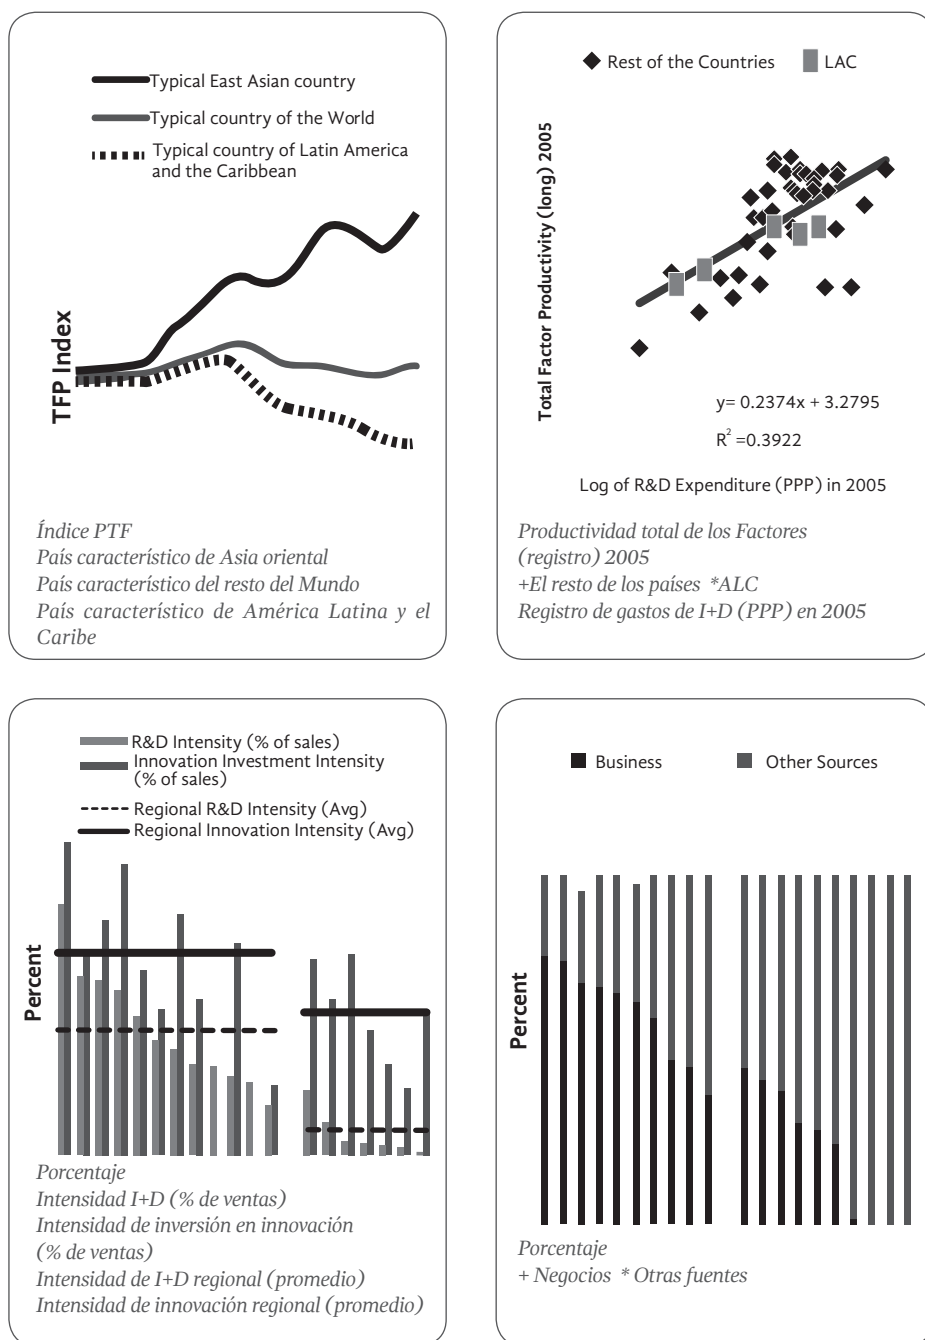 Typical East Asian country
Typical country of the World
Typical country of Latin America
and the Caribbean
TFP Index
Índice PTF
País característico de Asia oriental
País característico del resto del Mundo
País característico de América Latina y el
Caribe
Rest of the Countries LAC
Total Factor Productivity (long) 2005
y= 0.2374x + 3.2795
R² =0.3922
Log of R&D Expenditure (PPP) in 2005
Productividad total de los Factores
(registro) 2005
+El resto de los países *ALC
Registro de gastos de I+D (PPP) en 2005
R&D Intensity (% of sales)
Innovation Investment Intensity
(% of sales)
Regional R&D Intensity (Avg)
Regional Innovation Intensity (Avg)
Percent
Porcentaje
Intensidad I+D (% de ventas)
Intensidad de inversión en innovación
(% de ventas)
Intensidad de I+D regional (promedio)
Intensidad de innovación regional (promedio)
Business Other Sources
Percent
Porcentaje
+ Negocios * Otras fuentes